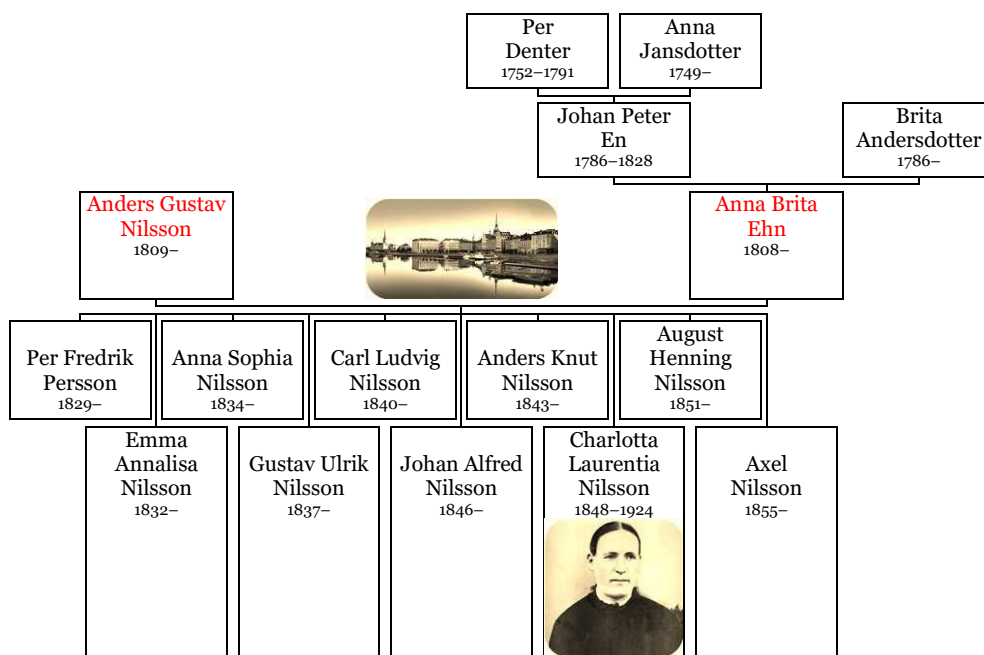 Per
Denter
1752–1791
Anna
Jansdotter
1749–
Johan Peter
En
1786–1828
Brita
Andersdotter
1786–
Anders Gustav
Nilsson
1809–
Anna Brita
Ehn
1808–
Per Fredrik
Persson
1829–
Anna Sophia
Nilsson
1834–
Carl Ludvig
Nilsson
1840–
Anders Knut
Nilsson
1843–
August
Henning
Nilsson
1851–
Emma
Annalisa
Nilsson
1832–
Gustav Ulrik
Nilsson
1837–
Johan Alfred
Nilsson
1846–
Charlotta
Laurentia
Nilsson
1848–1924
Axel
Nilsson
1855–